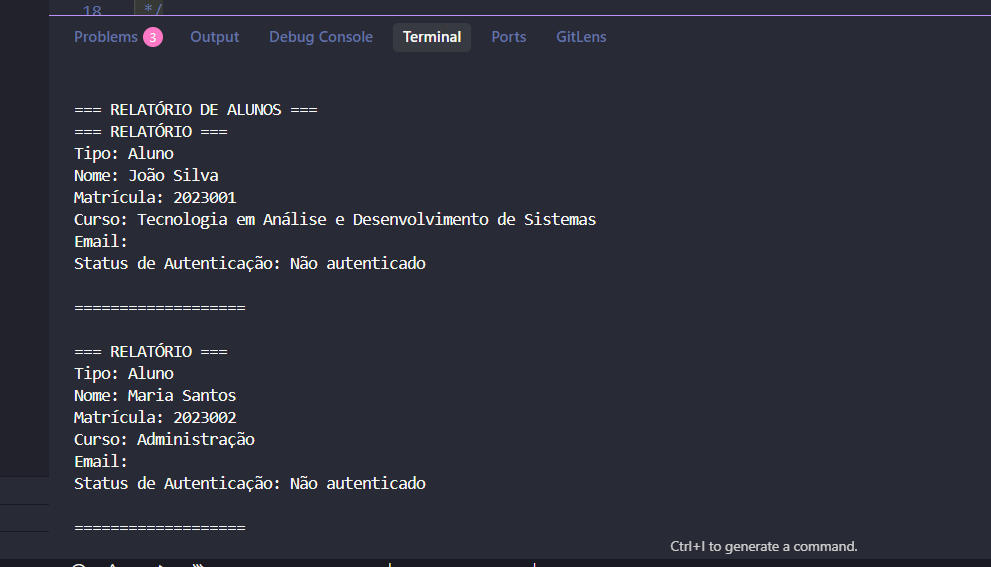 18 */
Problems 3 Output Debug Console Terminal Ports GitLens
=== RELATÓRIO DE ALUNOS ===
=== RELATÓRIO ===
Tipo: Aluno
Nome: João Silva
Matrícula: 2023001
Curso: Tecnologia em Análise e Desenvolvimento de Sistemas
Email:
Status de Autenticação: Não autenticado
===================
=== RELATÓRIO ===
Tipo: Aluno
Nome: Maria Santos
Matrícula: 2023002
Curso: Administração
Email:
Status de Autenticação: Não autenticado
===================
Ctrl+I to generate a command.